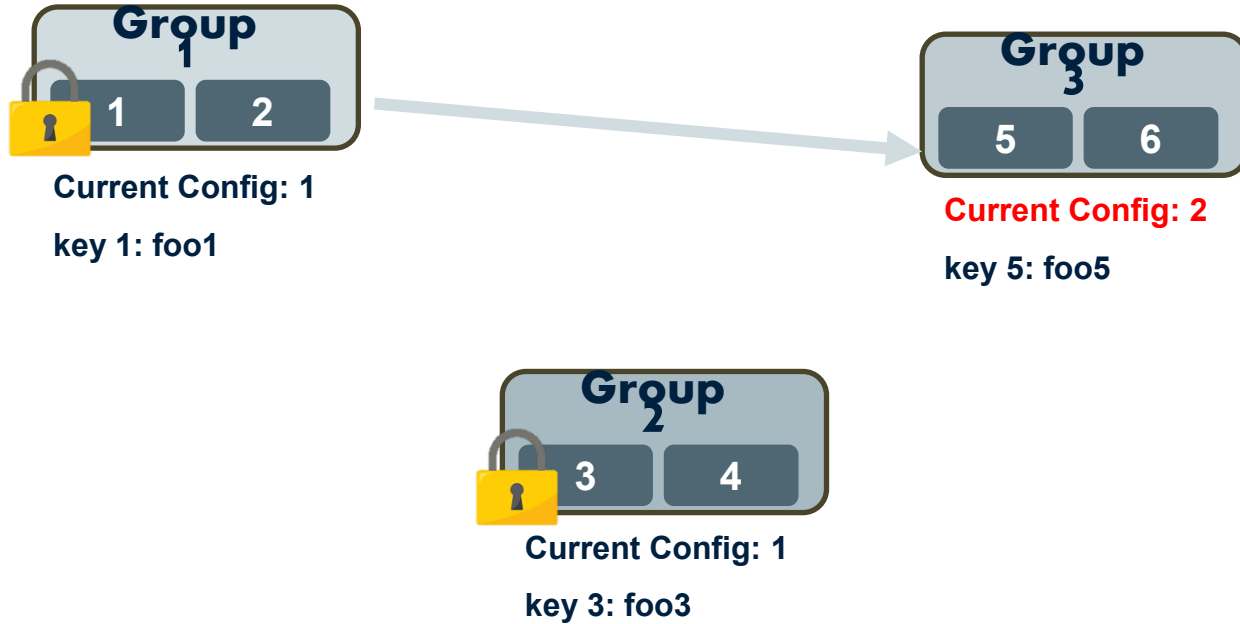 Group
1
1 2
Current Config: 1
key 1: foo1
Group
3
5 6
Current Config: 2
key 5: foo5
Group
2
3 4
Current Config: 1
key 3: foo3